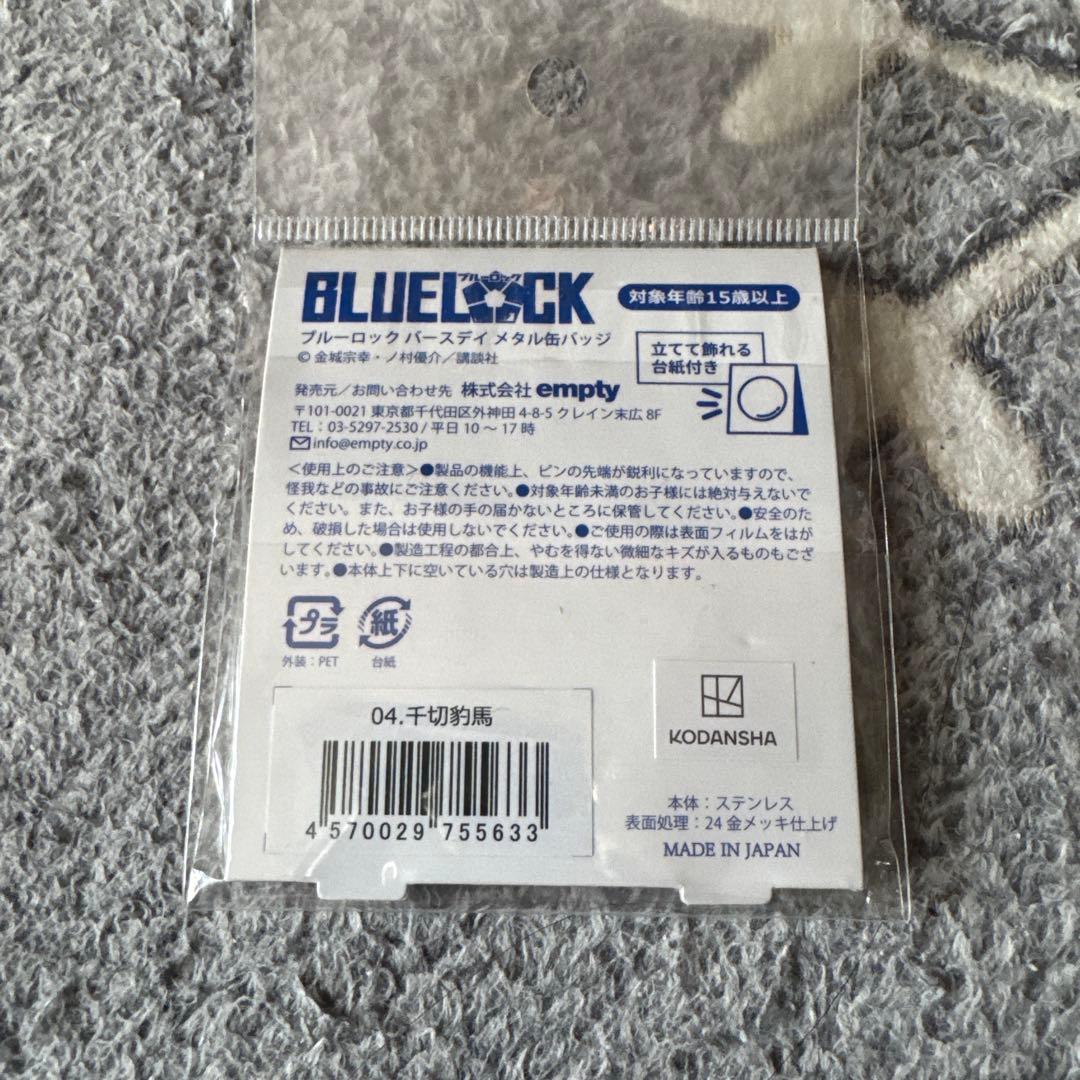 ブルーロック
BLUELOCK
対象年齢15歳以上
ブルーロック バースデイ メタル缶バッジ
© 金城宗幸・ノ村優介／講談社
立てて飾れる
台紙付き
発売元／お問い合わせ先 株式会社 empty
〒101-0021 東京都千代田区外神田 4-8-5 クレイン末広 8F
TEL : 03-5297-2530 / 平日 10 ～ 17 時
info@empty.co.jp
＜使用上のご注意＞●製品の機能上、ピンの先端が鋭利になっていますので、
怪我などの事故にご注意ください。●対象年齢未満のお子様には絶対与えないで
ください。また、お子様の手の届かないところに保管してください。●安全のた
め、破損した場合は使用しないでください。●ご使用の際は表面フィルムをはが
してください。●製造工程の都合上、やむを得ない微細なキズが入るものもござ
います。●本体上下に空いている穴は製造上の仕様となります。
プラ
紙
外装：PET
台紙
04.千切豹馬
4 570029 755633
KODANSHA
本体：ステンレス
表面処理：24 金メッキ仕上げ
MADE IN JAPAN